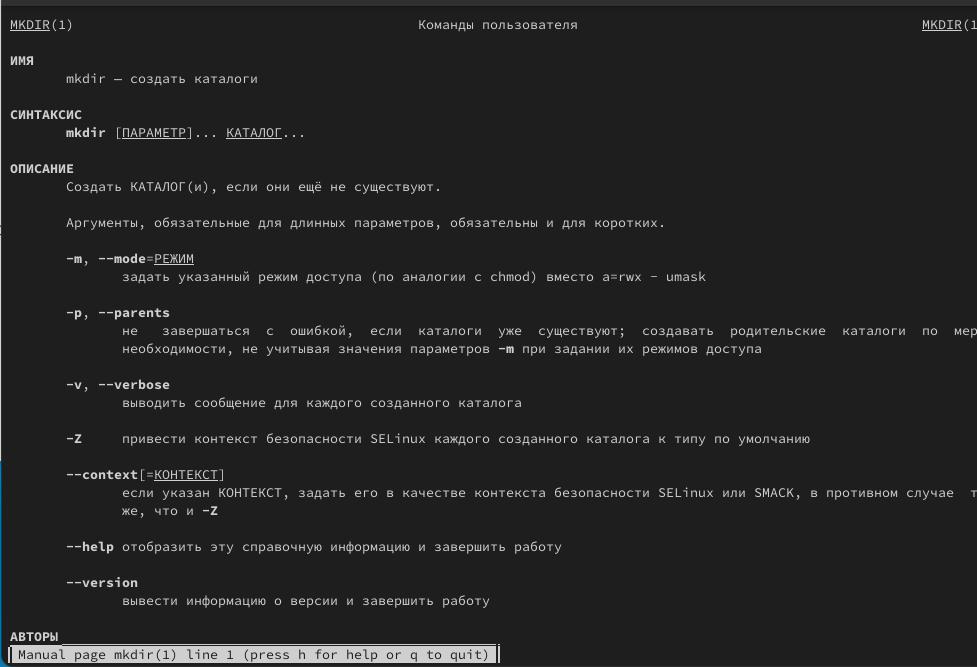 MKDIR(1) Команды пользователя MKDIR(1
ИМЯ
mkdir — создать каталоги
СИНТАКСИС
mkdir [ПАРАМЕТР]... КАТАЛОГ...
ОПИСАНИЕ
Создать КАТАЛОГ(и), если они ещё не существуют.
Аргументы, обязательные для длинных параметров, обязательны и для коротких.
-m, --mode=РЕЖИМ
задать указанный режим доступа (по аналогии с chmod) вместо a=rwx - umask
-p, --parents
не завершаться с ошибкой, если каталоги уже существуют; создавать родительские каталоги по мер
необходимости, не учитывая значения параметров -m при задании их режимов доступа
-v, --verbose
выводить сообщение для каждого созданного каталога
-Z привести контекст безопасности SELinux каждого созданного каталога к типу по умолчанию
--context[=КОНТЕКСТ]
если указан КОНТЕКСТ, задать его в качестве контекста безопасности SELinux или SMACK, в противном случае т
же, что и -Z
--help отобразить эту справочную информацию и завершить работу
--version
вывести информацию о версии и завершить работу
АВТОРЫ
Manual page mkdir(1) line 1 (press h for help or q to quit)